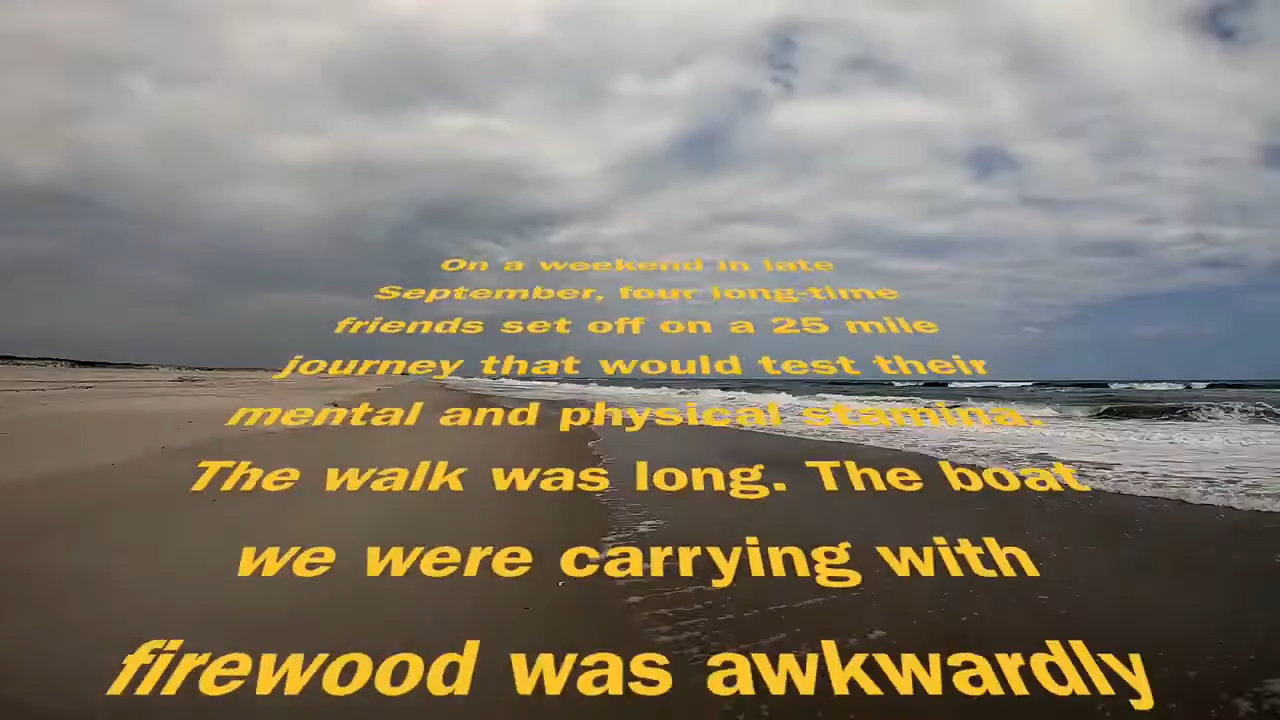 On a weekend in late
September, four long-time
friends set off on a 25 mile
journey that would test their
mental and physical stamina.
The walk was long. The boat
we were carrying with
firewood was awkwardly